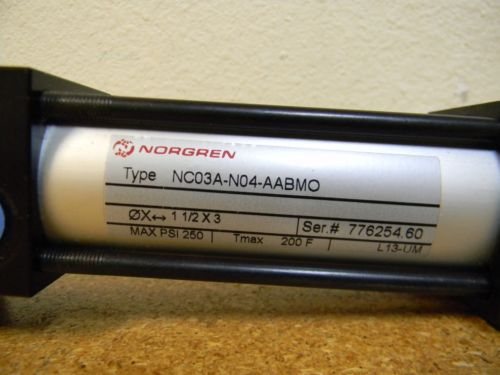 NORGREN
Type NC03A-N04-AABMO
ØX↔ 1 1/2 X 3 Ser.# 776254.60
MAX PSI 250 Tmax 200 F L13-UM